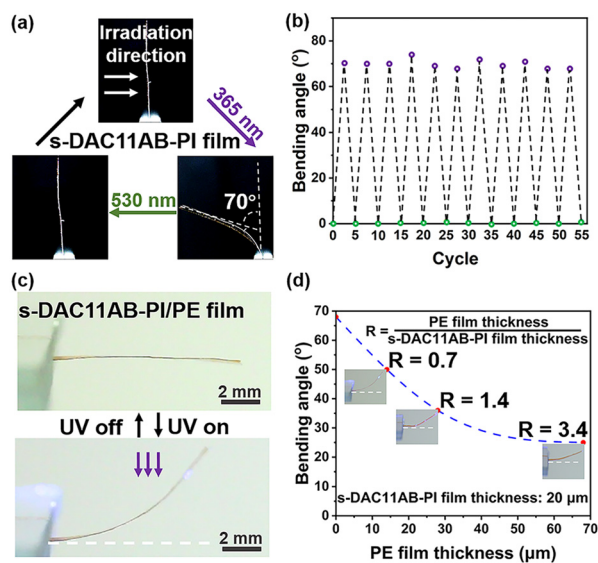 (a)
Irradiation
direction
365 nm
s-DAC11AB-PI film
530 nm
70°
(b)
Bending angle (°)
80
60
40
20
0
0 5 10 15 20 25 30 35 40 45 50 55
Cycle
(c)
s-DAC11AB-PI/PE film
2 mm
UV off
UV on
2 mm
(d)
Bending angle (°)
70
60
50
40
30
20
10
0
R = PE film thickness
s-DAC11AB-PI film thickness
R = 0.7
R = 1.4
R = 3.4
s-DAC11AB-PI film thickness: 20 μm
0 10 20 30 40 50 60 70
PE film thickness (μm)